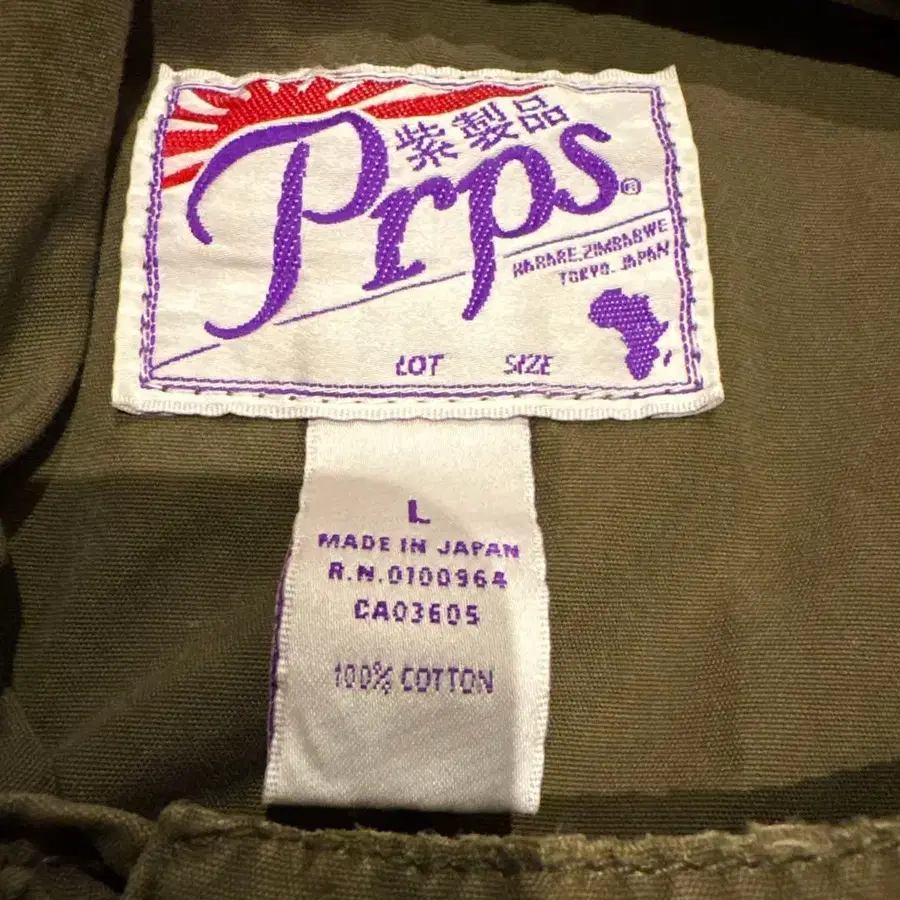 紫製品
Prps®
HARARE, ZIMBABWE
TOKYO, JAPAN
LOT SIZE
L
MADE IN JAPAN
R.N.0100964
CA03605
100% COTTON